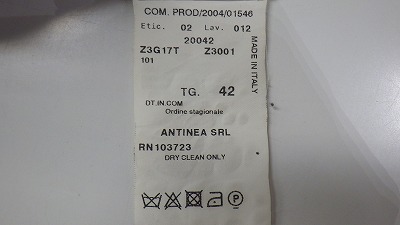 COM. PROD/2004/01546
Etic. 02 Lav. 012
20042
Z3G17T Z3001
101
MADE IN ITALY
TG. 42
DT.IN.COM
Ordine stagionale
ANTINEA SRL
RN103723
DRY CLEAN ONLY
P